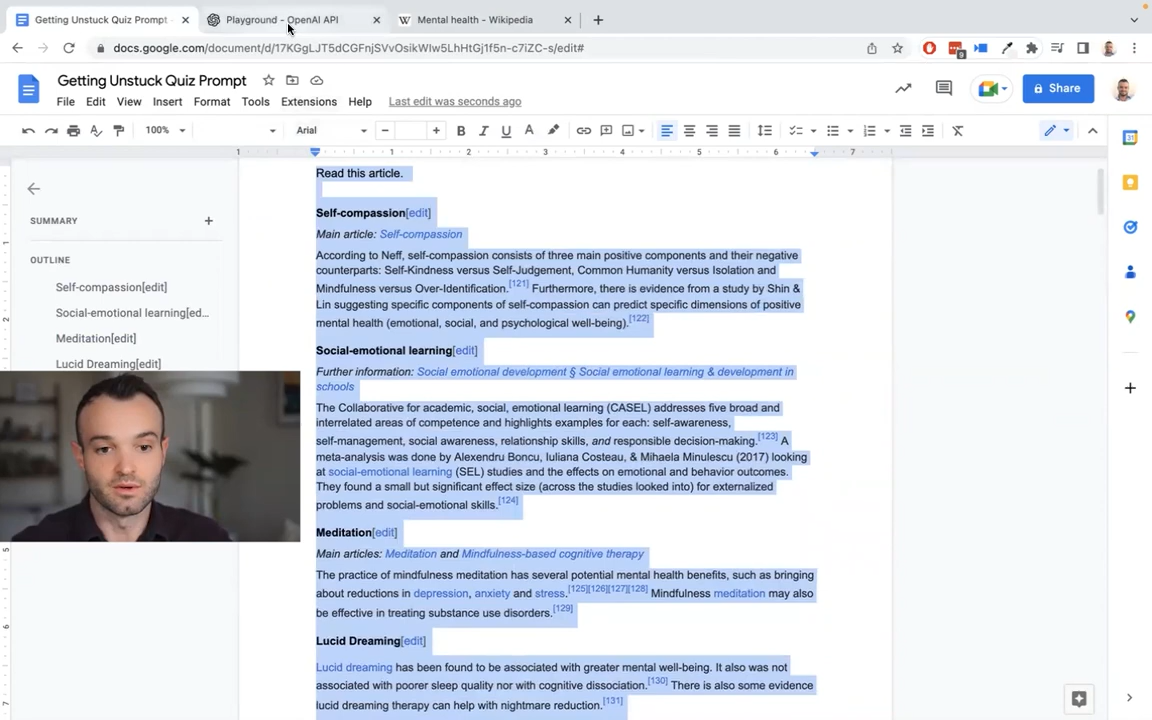 Getting Unstuck Quiz Prompt
Playground - OpenAI API
Mental health - Wikipedia
docs.google.com/document/d/17KGgLJT5dCGFnjSVvOsikWIw5LhHtGj1f5n-c7iZC-s/edit#
9
Getting Unstuck Quiz Prompt
File Edit View Insert Format Tools Extensions Help Last edit was seconds ago
Share
100%
Arial
1 1 2 3 4 5 6 7
SUMMARY
OUTLINE
Self-compassion[edit]
Social-emotional learning[ed...
Meditation[edit]
Lucid Dreaming[edit]
Read this article.
Self-compassion[edit]
Main article: Self-compassion
According to Neff, self-compassion consists of three main positive components and their negative
counterparts: Self-Kindness versus Self-Judgement, Common Humanity versus Isolation and
Mindfulness versus Over-Identification.[121] Furthermore, there is evidence from a study by Shin &
Lin suggesting specific components of self-compassion can predict specific dimensions of positive
mental health (emotional, social, and psychological well-being).[122]
Social-emotional learning[edit]
Further information: Social emotional development § Social emotional learning & development in
schools
The Collaborative for academic, social, emotional learning (CASEL) addresses five broad and
interrelated areas of competence and highlights examples for each: self-awareness,
self-management, social awareness, relationship skills, and responsible decision-making.[123] A
meta-analysis was done by Alexendru Boncu, Iuliana Costeau, & Mihaela Minulescu (2017) looking
at social-emotional learning (SEL) studies and the effects on emotional and behavior outcomes.
They found a small but significant effect size (across the studies looked into) for externalized
problems and social-emotional skills.[124]
Meditation[edit]
Main articles: Meditation and Mindfulness-based cognitive therapy
The practice of mindfulness meditation has several potential mental health benefits, such as bringing
about reductions in depression, anxiety and stress.[125][126][127][128] Mindfulness meditation may also
be effective in treating substance use disorders.[129]
Lucid Dreaming[edit]
Lucid dreaming has been found to be associated with greater mental well-being. It also was not
associated with poorer sleep quality nor with cognitive dissociation.[130] There is also some evidence
lucid dreaming therapy can help with nightmare reduction.[131]